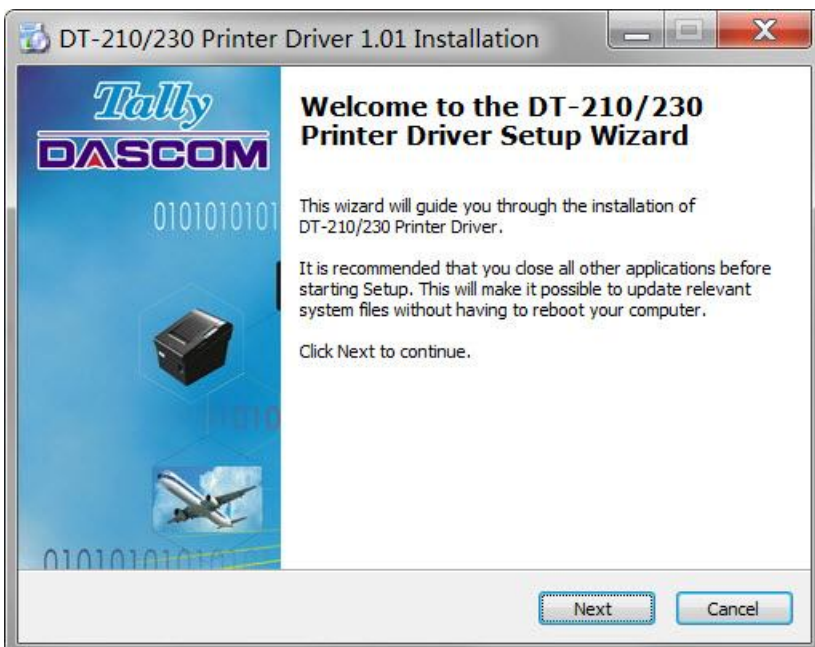 DT-210/230 Printer Driver 1.01 Installation
Tally
DASCOM
0101010101
Welcome to the DT-210/230
Printer Driver Setup Wizard
This wizard will guide you through the installation of
DT-210/230 Printer Driver.
It is recommended that you close all other applications before
starting Setup. This will make it possible to update relevant
system files without having to reboot your computer.
Click Next to continue.
Next
Cancel